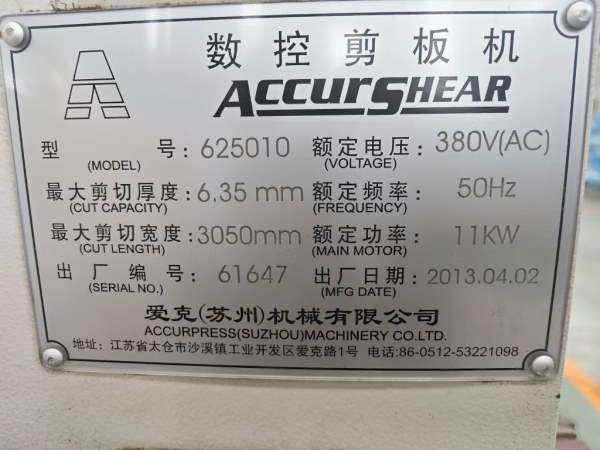 数控剪板机
ACCURSHEAR
型 号: 625010 额定电压: 380V(AC)
(MODEL) (VOLTAGE)
最大剪切厚度: 6.35 mm 额定频率: 50Hz
(CUT CAPACITY) (FREQUENCY)
最大剪切宽度: 3050mm 额定功率: 11KW
(CUT LENGTH) (MAIN MOTOR)
出厂编号: 61647 出厂日期: 2013.04.02
(SERIAL NO.) (MFG DATE)
爱克(苏州)机械有限公司
ACCURPRESS(SUZHOU)MACHINERY CO.LTD.
地址: 江苏省太仓市沙溪镇工业开发区爱克路1号 电话:86-0512-53221098